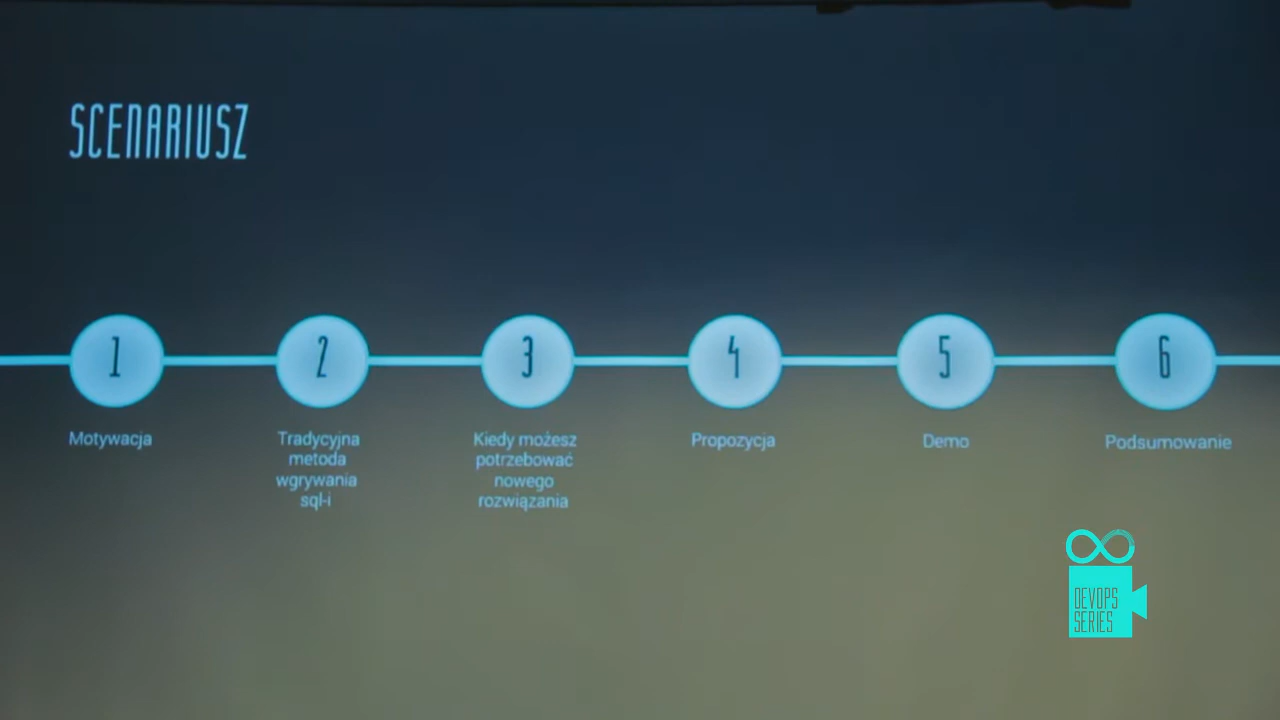 SCENARIUSZ
1
2
3
4
5
6
Motywacja
Tradycyjna
metoda
wgrywania
sql-i
Kiedy możesz
potrzebować
nowego
rozwiązania
Propozycja
Demo
Podsumowanie
DEVOPS
SERIES